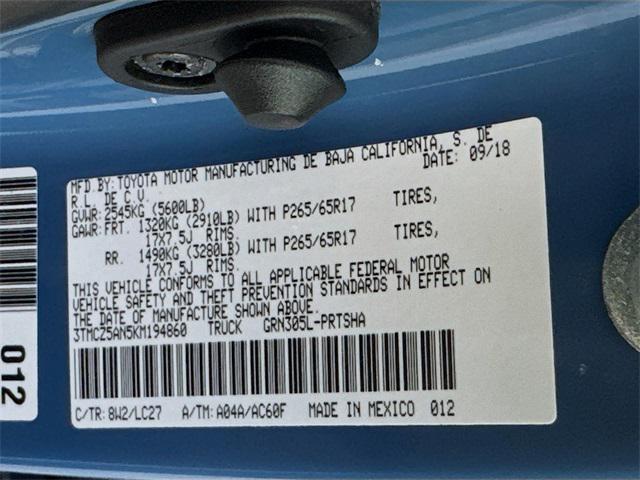 MFD.BY:TOYOTA MOTOR MANUFACTURING DE BAJA CALIFORNIA, S. DE
R.L. DE C.V. DATE: 09/18
GVWR: 2545KG (5600LB)
GAWR: FRT. 1320KG (2910LB) WITH P265/65R17 TIRES,
17X7.5J RIMS.
RR. 1490KG (3280LB) WITH P265/65R17 TIRES,
17X7.5J RIMS.
THIS VEHICLE CONFORMS TO ALL APPLICABLE FEDERAL MOTOR
VEHICLE SAFETY AND THEFT PREVENTION STANDARDS IN EFFECT ON
THE DATE OF MANUFACTURE SHOWN ABOVE.
3TMCZ5AN5KM194860 TRUCK GRN305L-PRTSHA
C/TR: 8W2/LC27 A/TM: A04A/AC60F MADE IN MEXICO 012
012